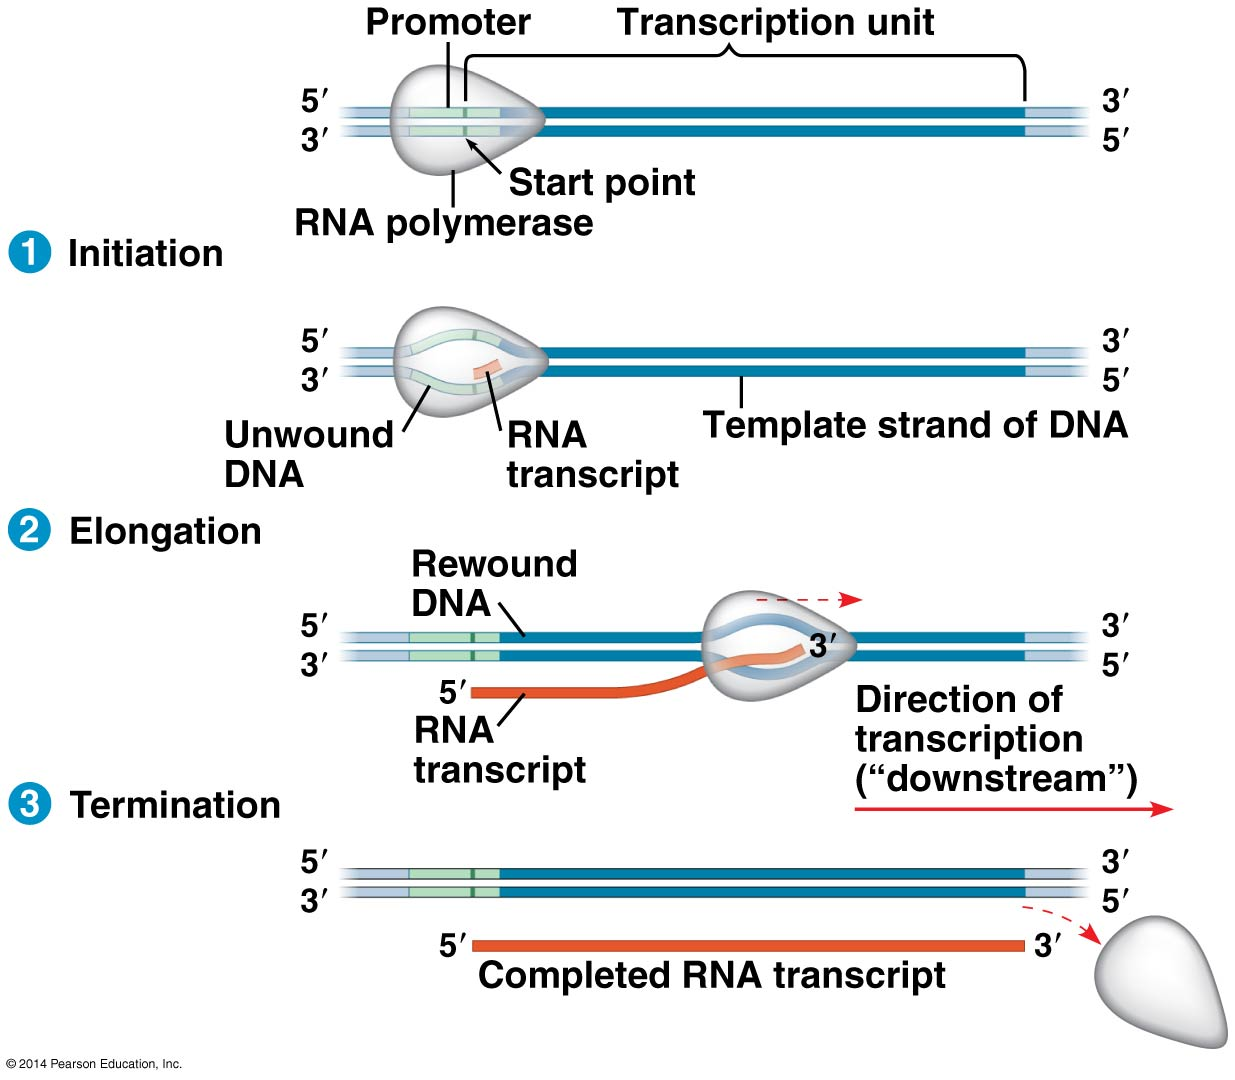 Promoter
Transcription unit
5′
3′
3′
5′
Start point
RNA polymerase
1 Initiation
5′
3′
3′
5′
Unwound
DNA
RNA
transcript
Template strand of DNA
2 Elongation
Rewound
DNA
5′
3′
3′
3′
5′
5′
RNA
transcript
Direction of
transcription
(“downstream”)
3 Termination
5′
3′
3′
5′
5′
3′
Completed RNA transcript
© 2014 Pearson Education, Inc.